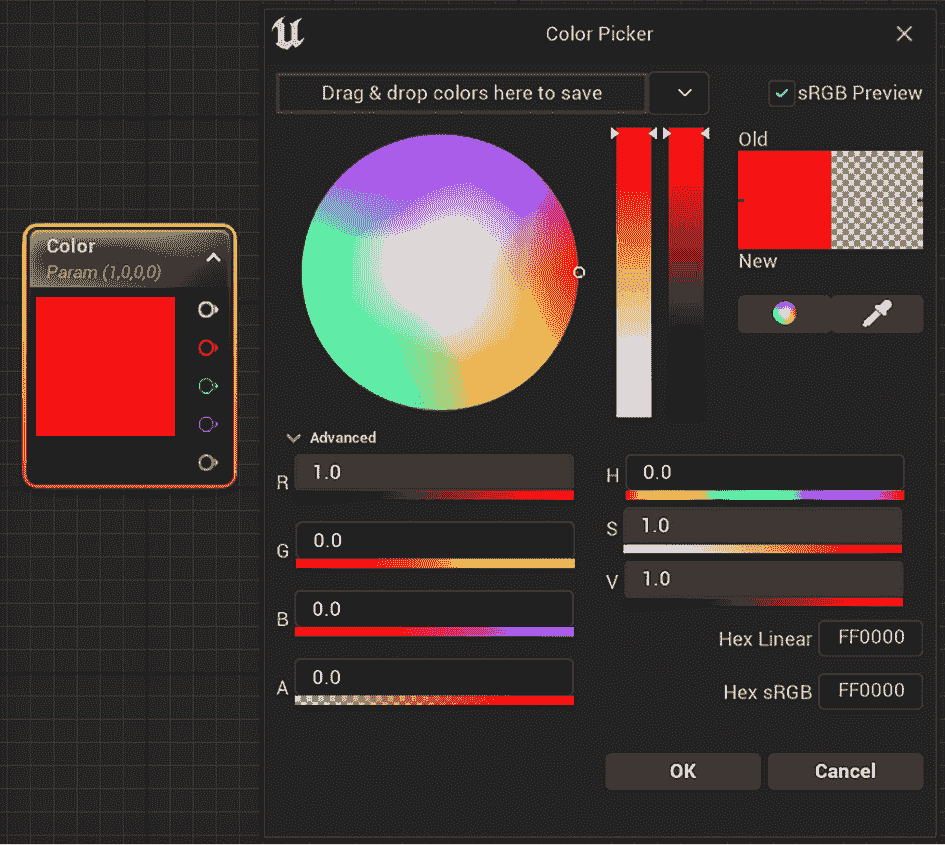 Color Picker
Drag & drop colors here to save
sRGB Preview
Old
New
Color
Param (1,0,0,0)
Advanced
R 1.0
G 0.0
B 0.0
A 0.0
H 0.0
S 1.0
V 1.0
Hex Linear FF0000
Hex sRGB FF0000
OK
Cancel